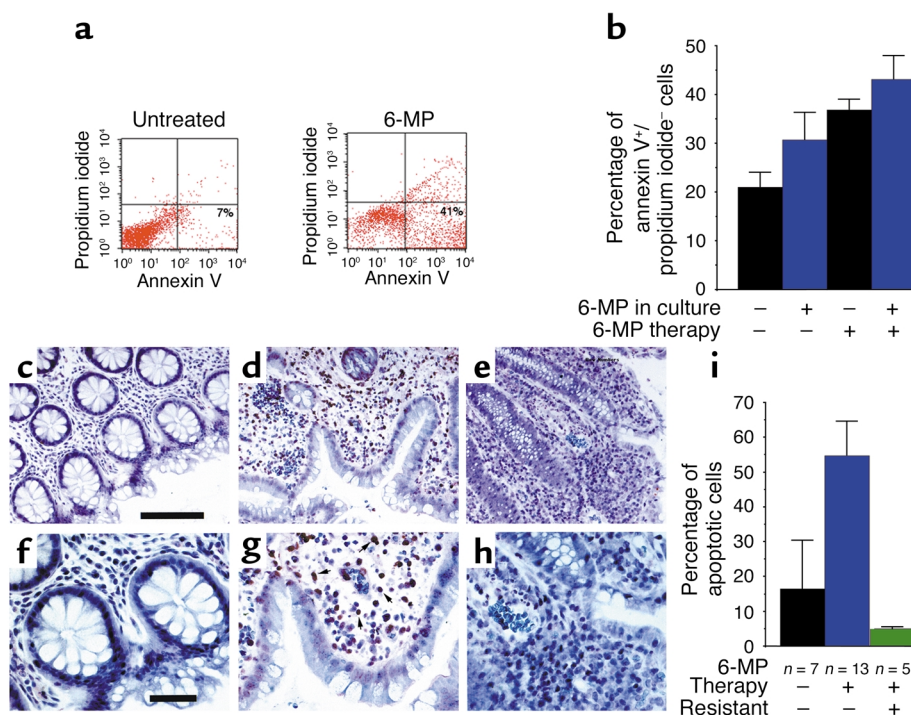 a
Untreated
6-MP
Propidium iodide
10⁰ 10¹ 10² 10³ 10⁴
7%
10⁰ 10¹ 10² 10³ 10⁴
Annexin V
Propidium iodide
10⁰ 10¹ 10² 10³ 10⁴
41%
10⁰ 10¹ 10² 10³ 10⁴
Annexin V
b
Percentage of
annexin V⁺/
propidium iodide⁻ cells
50
40
30
20
10
0
6-MP in culture – + – +
6-MP therapy – – + +
c
d
e
f
g
h
i
Percentage of
apoptotic cells
70
60
50
40
30
20
10
0
6-MP n = 7 n = 13 n = 5
Therapy – + +
Resistant – – +